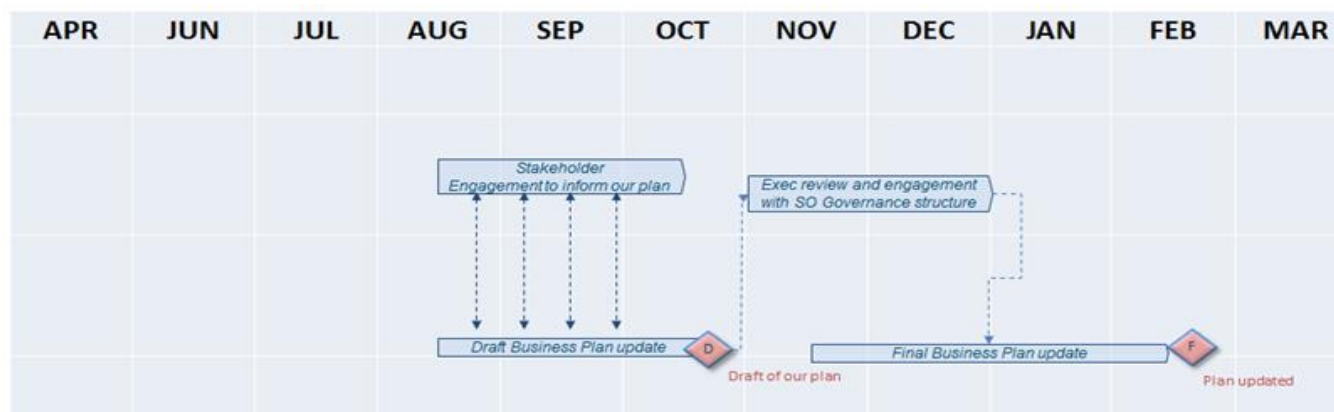 APR JUN JUL AUG SEP OCT NOV DEC JAN FEB MAR
Stakeholder
Engagement to inform our plan
Exec review and engagement
with SO Governance structure
Draft Business Plan update
D
Final Business Plan update
F
Draft of our plan
Plan updated